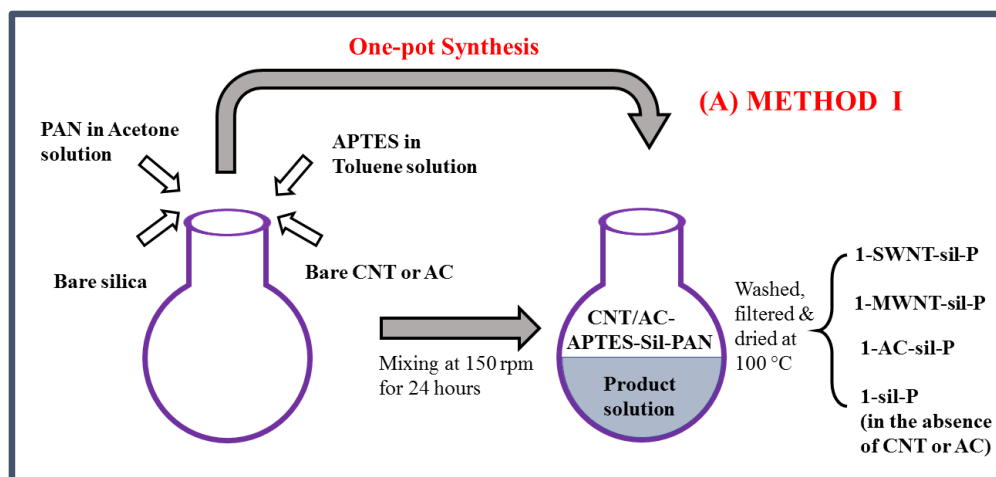 One-pot Synthesis
(A) METHOD I
PAN in Acetone
solution
APTES in
Toluene solution
Bare silica
Bare CNT or AC
Mixing at 150 rpm
for 24 hours
CNT/AC-
APTES-Sil-PAN
Product
solution
Washed,
filtered &
dried at
100 °C
1-SWNT-sil-P
1-MWNT-sil-P
1-AC-sil-P
1-sil-P
(in the absence
of CNT or AC)